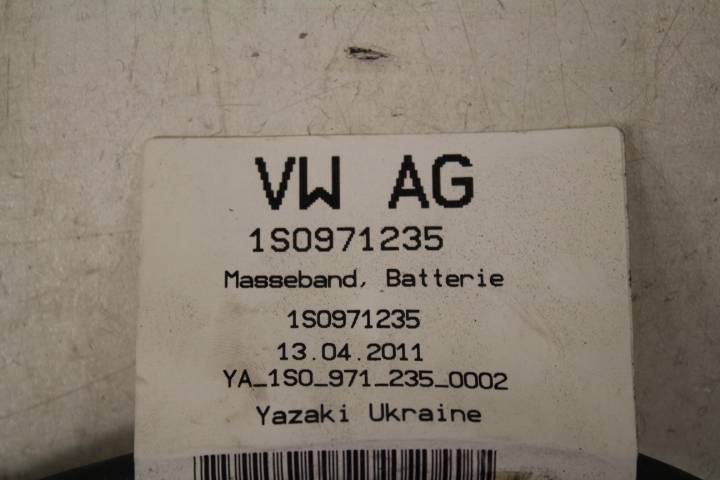 VW AG
1S0971235
Masseband, Batterie
1S0971235
13.04.2011
YA_1S0_971_235_0002
Yazaki Ukraine